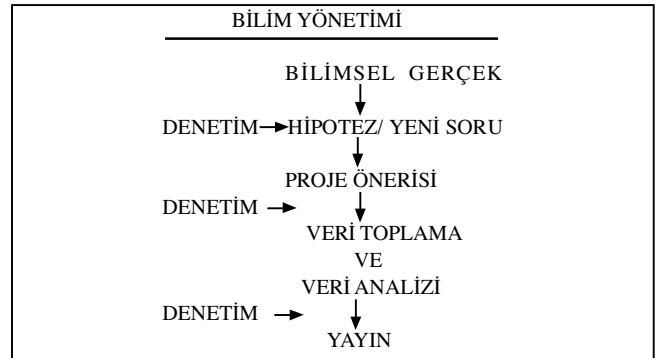 BİLİM YÖNETİMİ
BİLİMSEL GERÇEK
DENETİM HİPOTEZ/ YENİ SORU
PROJE ÖNERİSİ
DENETİM
VERİ TOPLAMA
VE
VERİ ANALİZİ
DENETİM
YAYIN